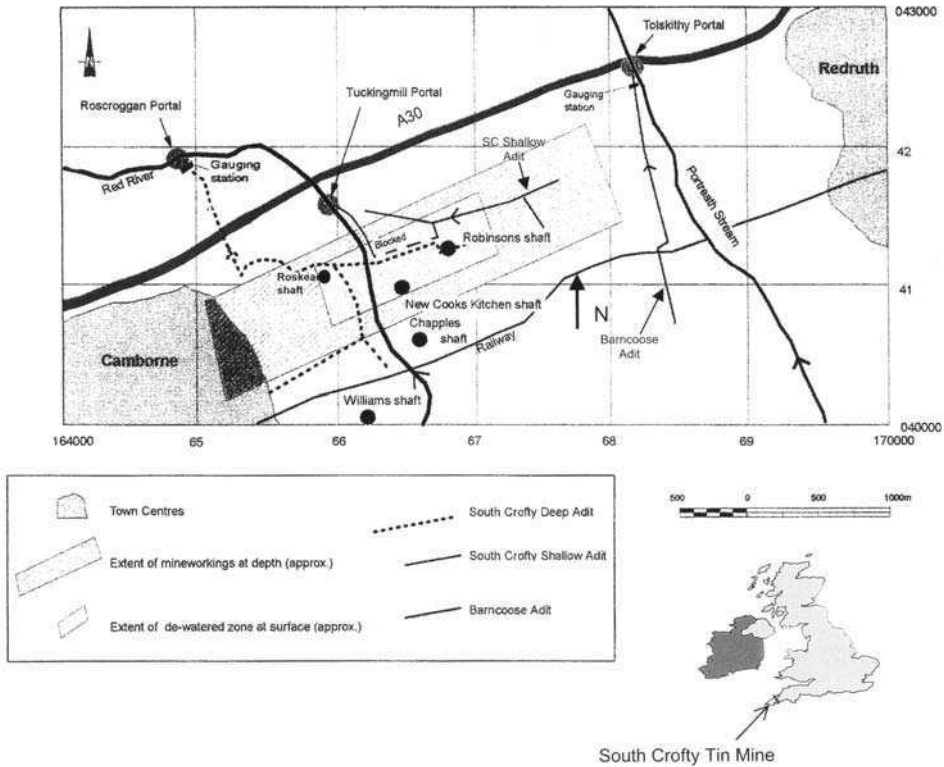 043000
Tolskithy Portal
Redruth
Gauging
station
Tuckingmill Portal
A30
Roscroggan Portal
SC Shallow
Adit
42
Gauging
station
Red River
Portreath Stream
Blocked
Robinsons shaft
Roskear
shaft
New Cooks Kitchen shaft
41
N
Chapples
shaft
Railway
Barncoose
Adit
Camborne
Williams shaft
164000
65
66
67
68
69
170000
040000
Town Centres
Extent of mineworkings at depth (approx.)
Extent of de-watered zone at surface (approx.)
South Crofty Deep Adit
South Crofty Shallow Adit
Barncoose Adit
500
0
500
1000m
South Crofty Tin Mine